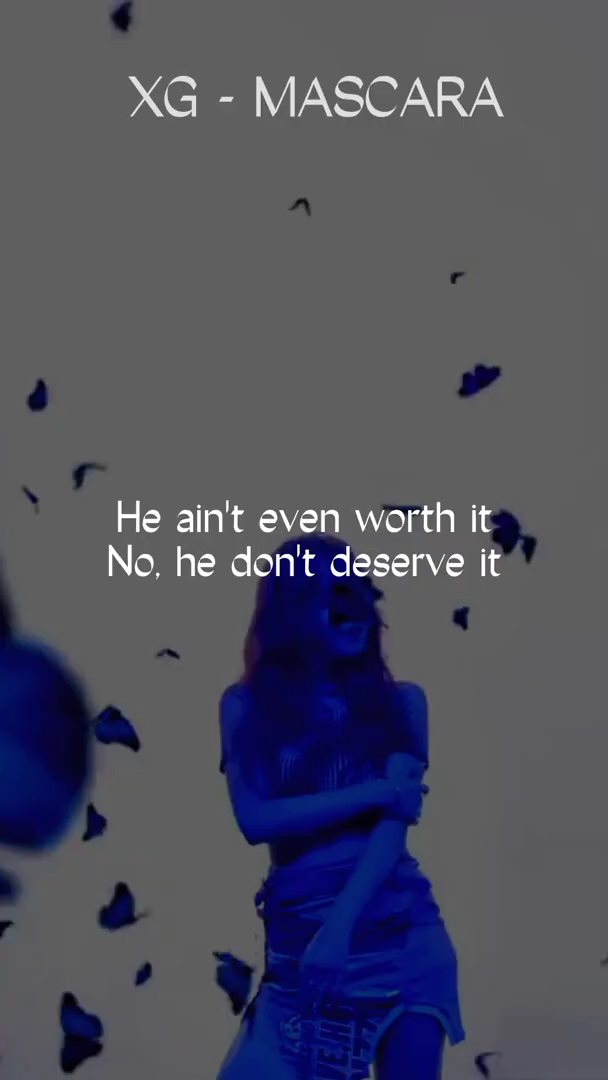 XG - MASCARA
He ain't even worth it
No, he don't deserve it